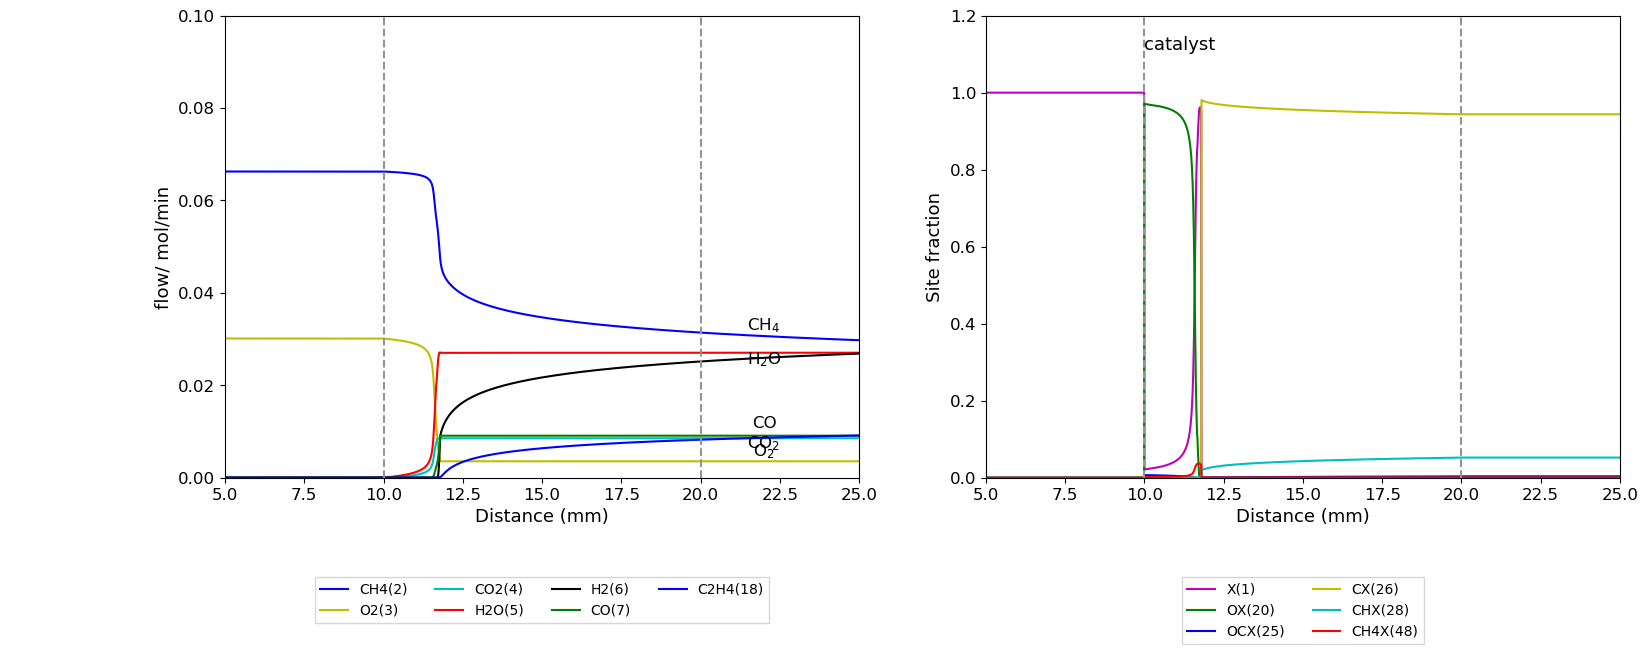 0.10
0.08
0.06
0.04
0.02
0.00
flow/ mol/min
CH4
H2O
CO
CO2
O2
5.0 7.5 10.0 12.5 15.0 17.5 20.0 22.5 25.0
Distance (mm)
CH4(2) CO2(4) H2(6) C2H4(18)
O2(3) H2O(5) CO(7)
1.2
1.0
0.8
0.6
0.4
0.2
0.0
Site fraction
catalyst
5.0 7.5 10.0 12.5 15.0 17.5 20.0 22.5 25.0
Distance (mm)
X(1) CX(26)
OX(20) CHX(28)
OCX(25) CH4X(48)